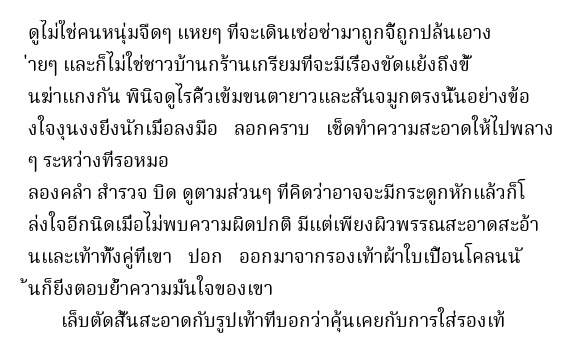 ดูไม่ใช่คนหนุ่มจืดๆ แหยๆ ที่จะเดินเซ่อซ่ามาถูกจี้ถูกปล้นเอาง
่ายๆ และก็ไม่ใช่ชาวบ้านกร้านเกรียมที่จะมีเรื่องขัดแย้งถึงขั้
นฆ่าแกงกัน พินิจดูไรคิ้วเข้มขนตายาวและสันจมูกตรงนั้นอย่างข้อ
งใจงุนงงยิ่งนักเมื่อลงมือ ลอกคราบ เช็ดทำความสะอาดให้ไปพลาง
ๆ ระหว่างที่รอหมอ
ลองคลำ สำรวจ บิด ดูตามส่วนๆ ที่คิดว่าอาจจะมีกระดูกหักแล้วก็โ
ล่งใจอีกนิดเมื่อไม่พบความผิดปกติ มีแต่เพียงผิวพรรณสะอาดสะอ้า
นและเท้าทั้งคู่ที่เขา ปอก ออกมาจากรองเท้าผ้าใบเปื้อนโคลนนั
้นก็ยิ่งตอบย้ำความมั่นใจของเขา
เล็บตัดสั้นสะอาดกับรูปเท้าที่บอกว่าคุ้นเคยกับการใส่รองเท้